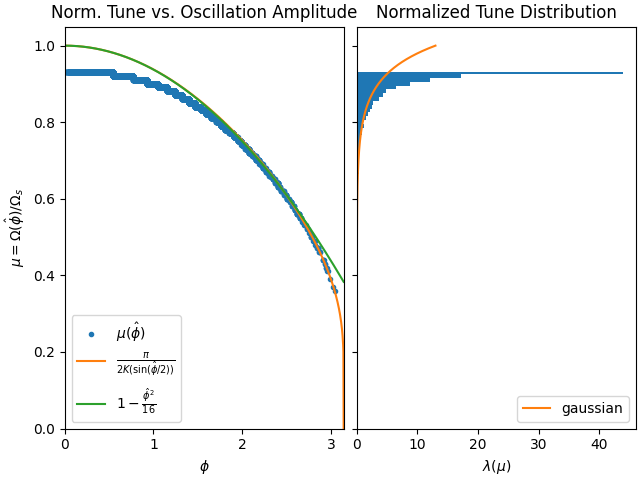 Norm. Tune vs. Oscillation Amplitude
Normalized Tune Distribution
μ = Ω(φ̂)/Ωₛ
1.0
0.8
0.6
0.4
0.2
0.0
μ(φ̂)
π / 2K(sin(φ̂/2))
1 − φ̂² / 16
0 1 2 3
ϕ
gaussian
0 10 20 30 40
λ(μ)